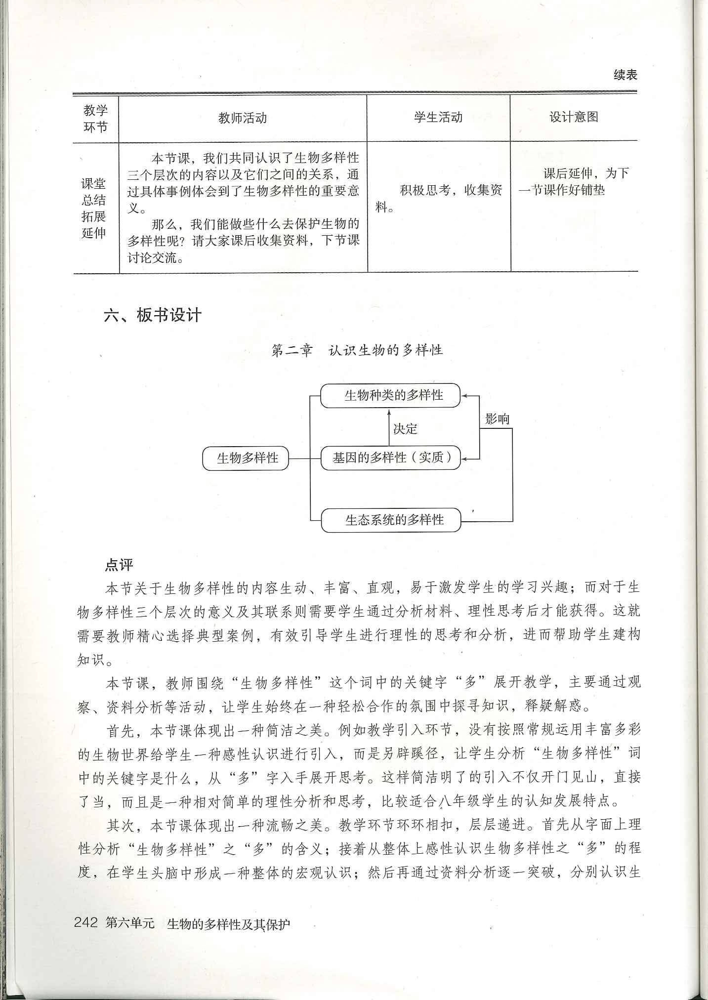 续表
教学
环节
教师活动
学生活动
设计意图
课堂
总结
拓展
延伸
本节课，我们共同认识了生物多样性
三个层次的内容以及它们之间的关系，通
过具体事例体会到了生物多样性的重要意
义。
那么，我们能做些什么去保护生物的
多样性呢？请大家课后收集资料，下节课
讨论交流。
积极思考，收集资
料。
课后延伸，为下
一节课作好铺垫
六、板书设计
第二章　认识生物的多样性
生物种类的多样性
影响
决定
生物多样性
基因的多样性（实质）
生态系统的多样性
点评
本节关于生物多样性的内容生动、丰富、直观，易于激发学生的学习兴趣；而对于生
物多样性三个层次的意义及其联系则需要学生通过分析材料、理性思考后才能获得。这就
需要教师精心选择典型案例，有效引导学生进行理性的思考和分析，进而帮助学生建构
知识。
本节课，教师围绕“生物多样性”这个词中的关键字“多”展开教学，主要通过观
察、资料分析等活动，让学生始终在一种轻松合作的氛围中探寻知识，释疑解惑。
首先，本节课体现出一种简洁之美。例如教学引入环节，没有按照常规运用丰富多彩
的生物世界给学生一种感性认识进行引入，而是另辟蹊径，让学生分析“生物多样性”词
中的关键字是什么，从“多”字入手展开思考。这样简洁明了的引入不仅开门见山，直接
了当，而且是一种相对简单的理性分析和思考，比较适合八年级学生的认知发展特点。
其次，本节课体现出一种流畅之美。教学环节环环相扣，层层递进。首先从字面上理
性分析“生物多样性”之“多”的含义；接着从整体上感性认识生物多样性之“多”的程
度，在学生头脑中形成一种整体的宏观认识；然后再通过资料分析逐一突破，分别认识生
242 第六单元　生物的多样性及其保护